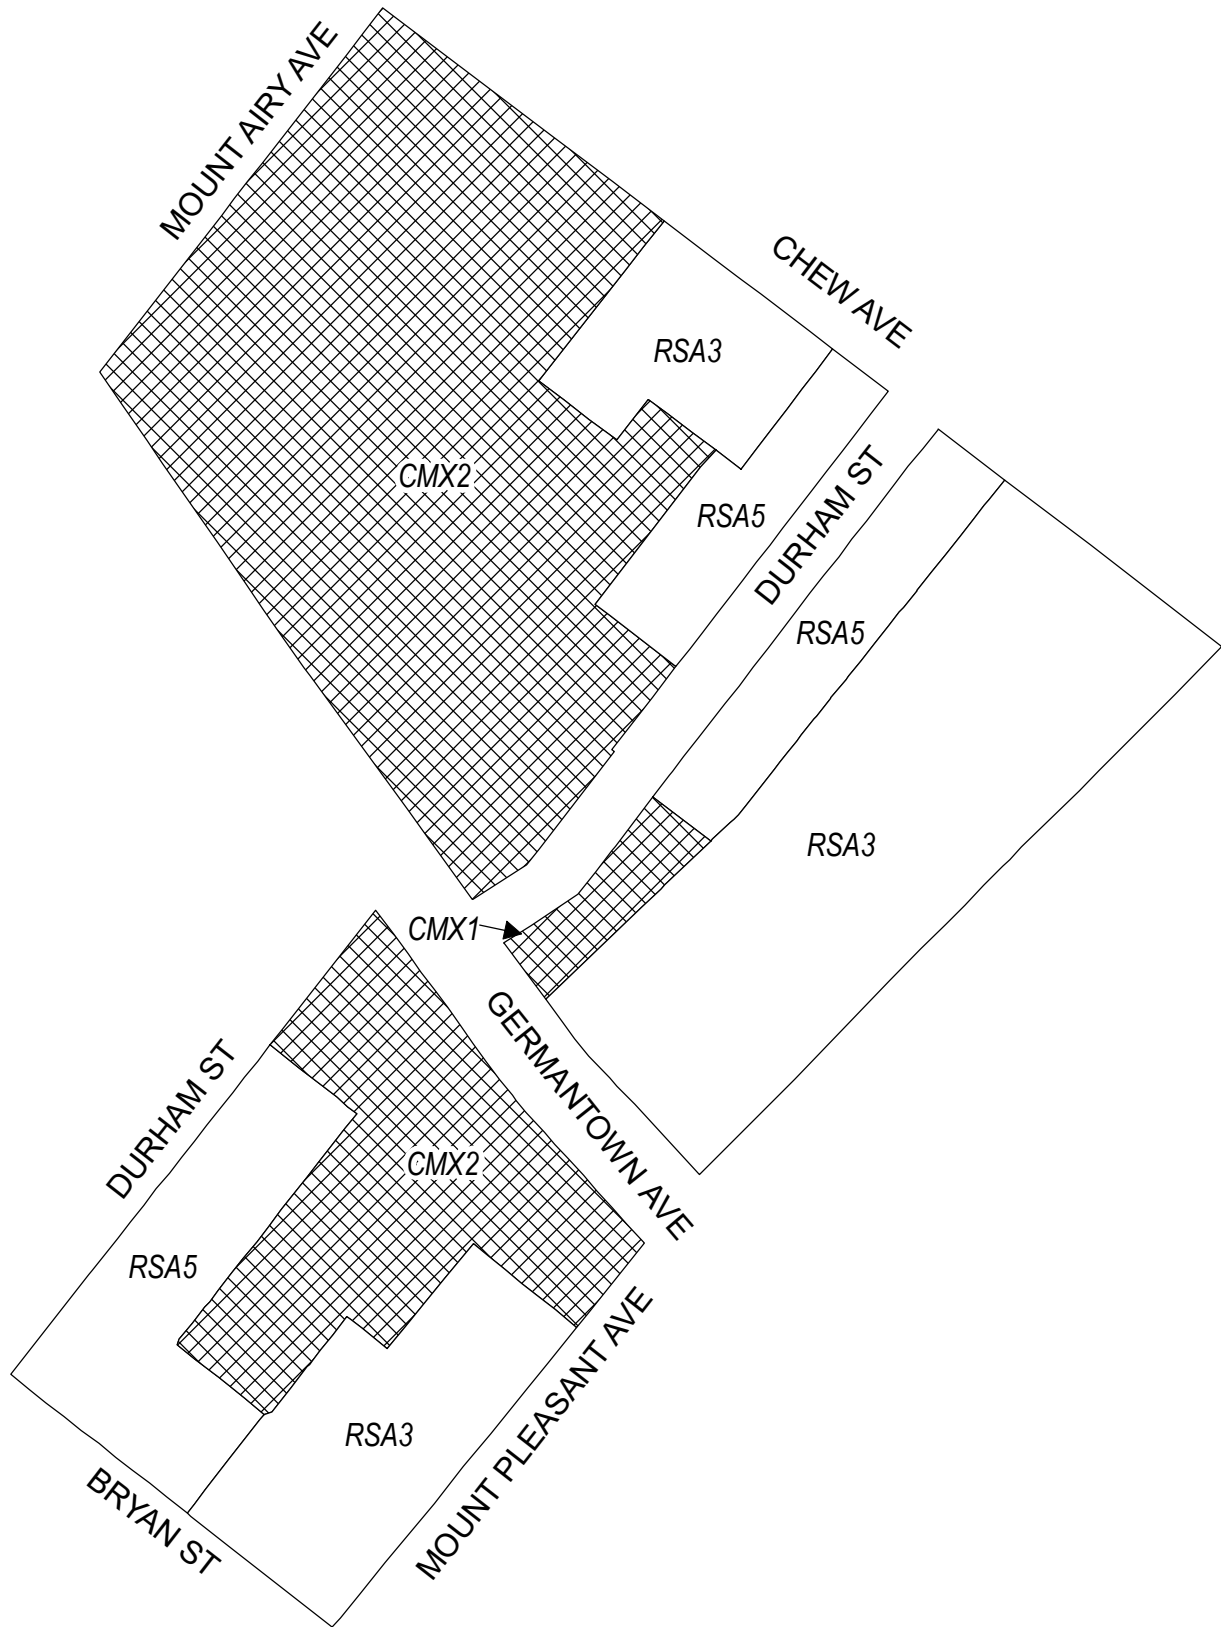 MOUNT AIRY AVE
CHEW AVE
RSA3
CMX2
RSA5
DURHAM ST
RSA5
RSA3
CMX1
GERMANTOWN AVE
DURHAM ST
CMX2
RSA5
MOUNT PLEASANT AVE
RSA3
BRYAN ST